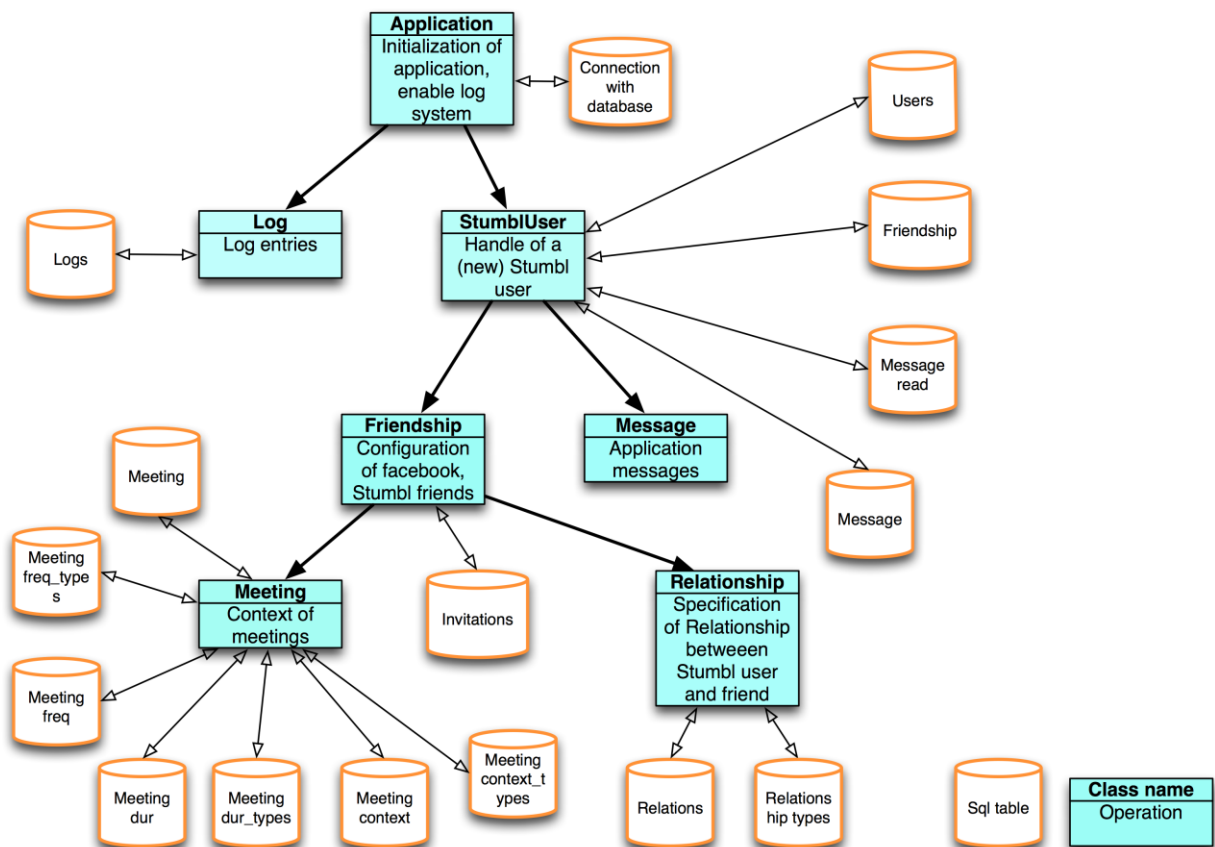 Application
Initialization of
application,
enable log
system
Connection
with
database
Users
Log
Log entries
Logs
StumblUser
Handle of a
(new) Stumbl
user
Friendship
Message
read
Friendship
Configuration
of facebook,
Stumbl friends
Message
Application
messages
Meeting
Message
Meeting
freq_type
s
Meeting
Context of
meetings
Invitations
Relationship
Specification
of Relationship
betweeen
Stumbl user
and friend
Meeting
freq
Meeting
dur
Meeting
dur_types
Meeting
context
Meeting
context_t
ypes
Relations
Relations
hip types
Sql table
Class name
Operation